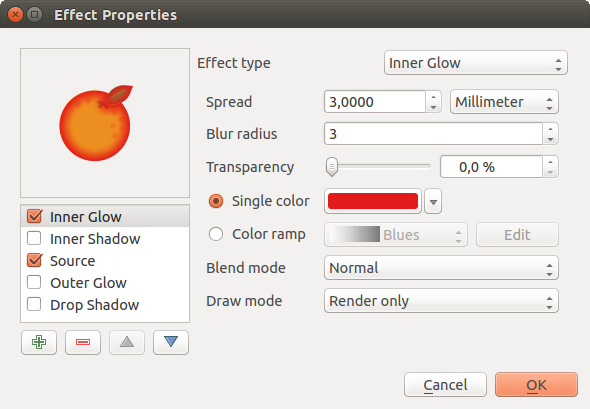 Effect Properties
Effect type Inner Glow
Spread 3,0000 Millimeter
Blur radius 3
Transparency 0,0 %
Single color
Color ramp Blues Edit
Blend mode Normal
Draw mode Render only
Inner Glow
Inner Shadow
Source
Outer Glow
Drop Shadow
Cancel OK